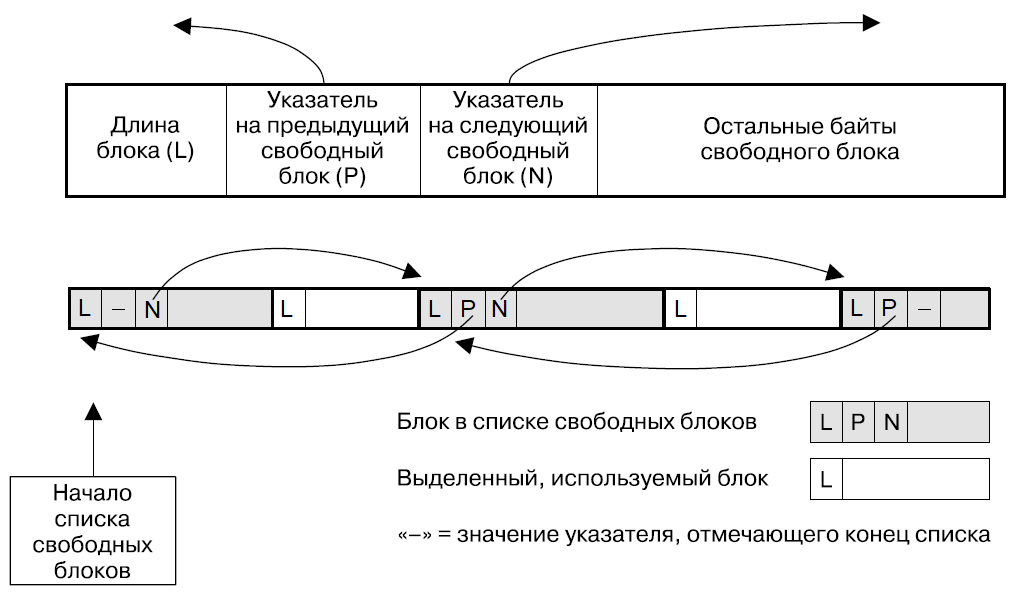 Длина
блока (L)
Указатель
на предыдущий
свободный
блок (P)
Указатель
на следующий
свободный
блок (N)
Остальные байты
свободного блока
L – N L L P N L L P –
Блок в списке свободных блоков L P N
Выделенный, используемый блок L
«–» = значение указателя, отмечающего конец списка
Начало
списка
свободных
блоков